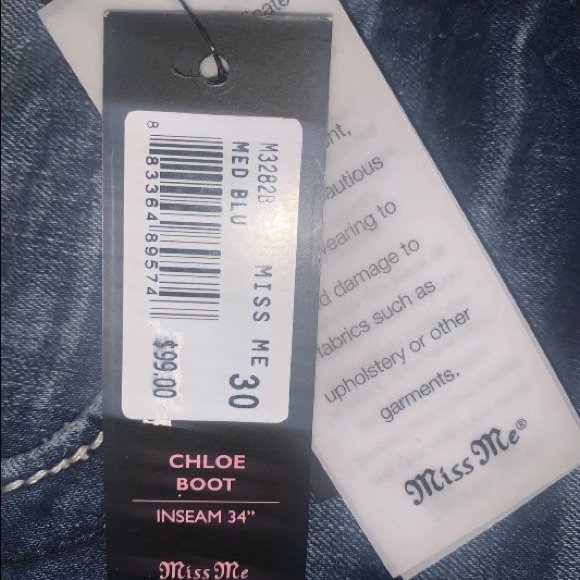 M3282B MISS ME
MED BLU 30
8 83364 89574
$99.00
CHLOE
BOOT
INSEAM 34"
Miss Me
autious
wearing to
d damage to
fabrics such as
upholstery or other
garments.
Miss Me®